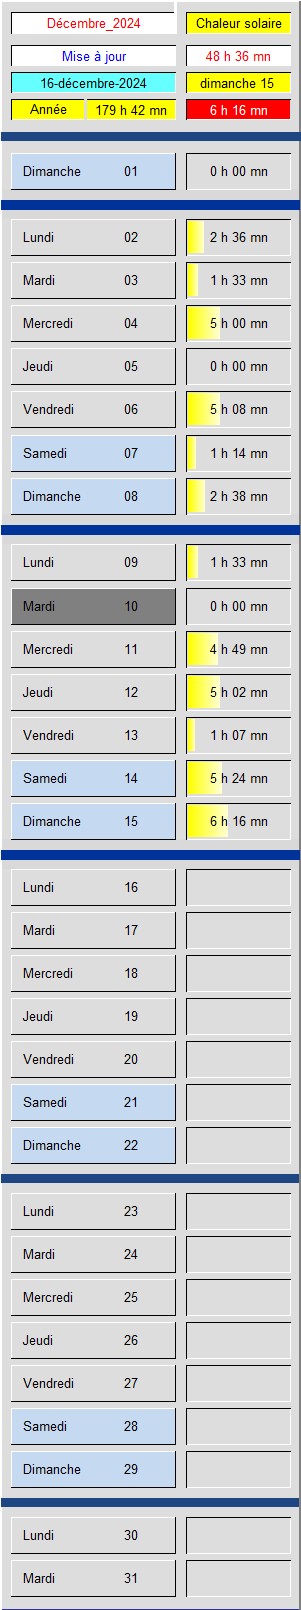 Décembre_2024 Chaleur solaire
Mise à jour 48 h 36 mn
16-décembre-2024 dimanche 15
Année 179 h 42 mn 6 h 16 mn
Dimanche 01 0 h 00 mn
Lundi 02 2 h 36 mn
Mardi 03 1 h 33 mn
Mercredi 04 5 h 00 mn
Jeudi 05 0 h 00 mn
Vendredi 06 5 h 08 mn
Samedi 07 1 h 14 mn
Dimanche 08 2 h 38 mn
Lundi 09 1 h 33 mn
Mardi 10 0 h 00 mn
Mercredi 11 4 h 49 mn
Jeudi 12 5 h 02 mn
Vendredi 13 1 h 07 mn
Samedi 14 5 h 24 mn
Dimanche 15 6 h 16 mn
Lundi 16
Mardi 17
Mercredi 18
Jeudi 19
Vendredi 20
Samedi 21
Dimanche 22
Lundi 23
Mardi 24
Mercredi 25
Jeudi 26
Vendredi 27
Samedi 28
Dimanche 29
Lundi 30
Mardi 31